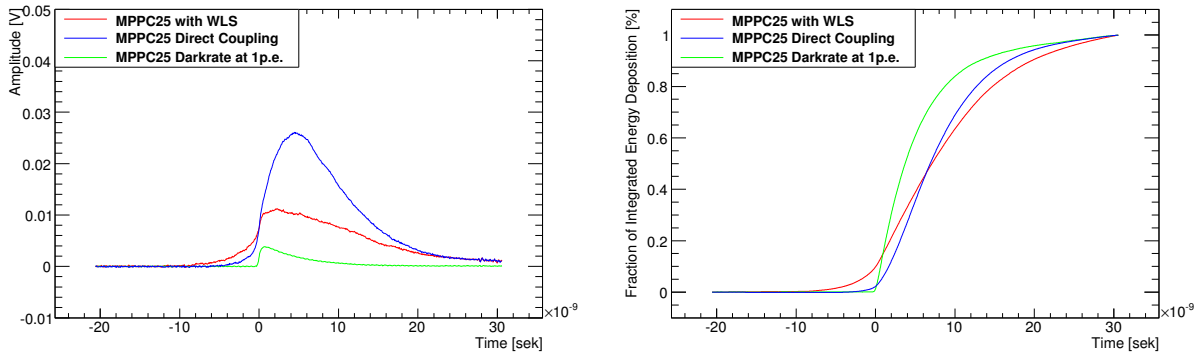 Amplitude [V]
0.05
0.04
0.03
0.02
0.01
0
-0.01
MPPC25 with WLS
MPPC25 Direct Coupling
MPPC25 Darkrate at 1p.e.
-20
-10
0
10
20
30
×10⁻⁹
Time [sek]
Fraction of Integrated Energy Deposition [%]
1
0.8
0.6
0.4
0.2
0
MPPC25 with WLS
MPPC25 Direct Coupling
MPPC25 Darkrate at 1p.e.
-20
-10
0
10
20
30
×10⁻⁹
Time [sek]